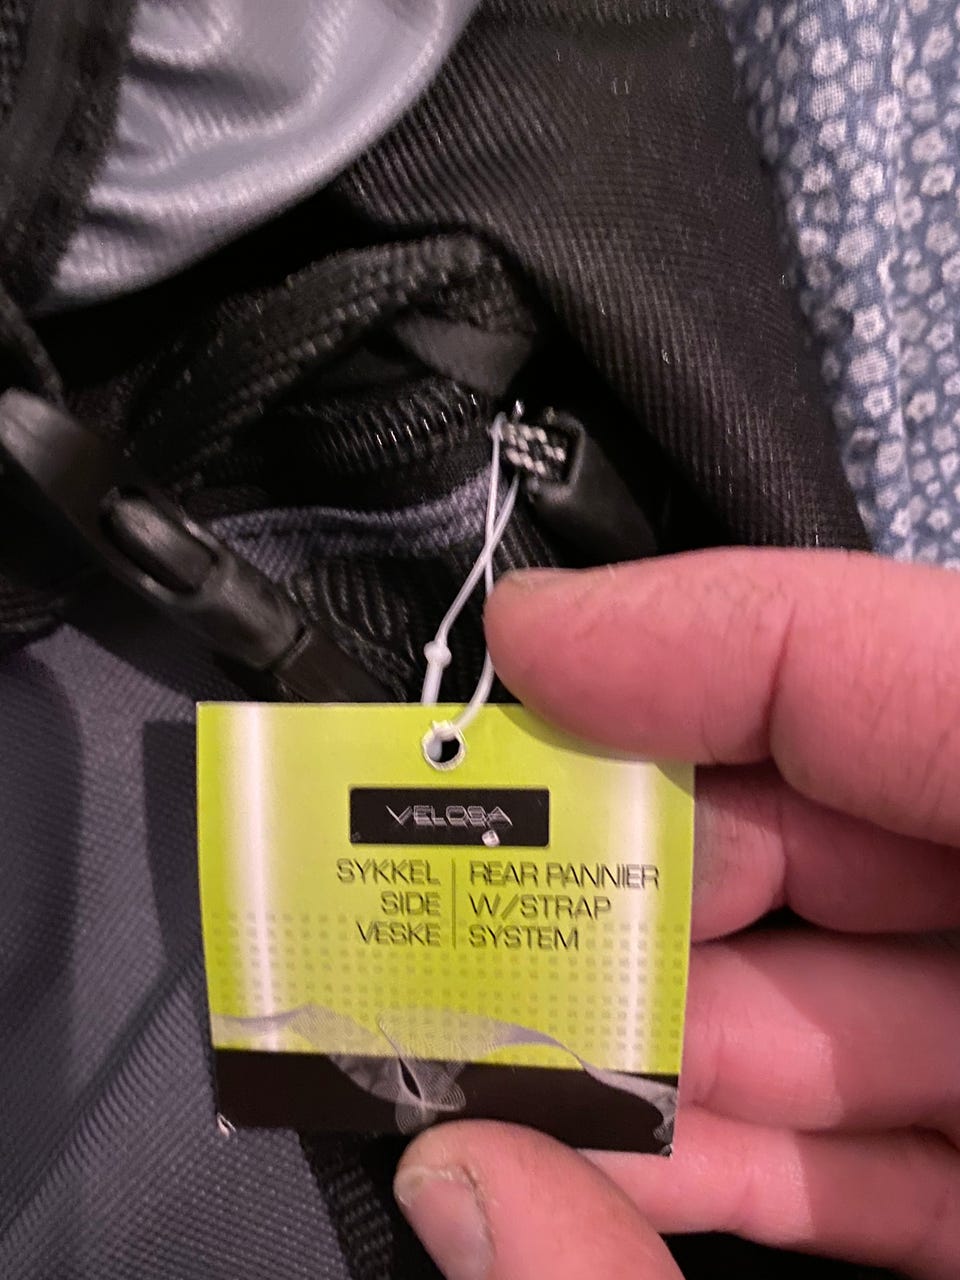 VELOSA
SYKKEL
SIDE
VESKE
REAR PANNIER
W/STRAP
SYSTEM